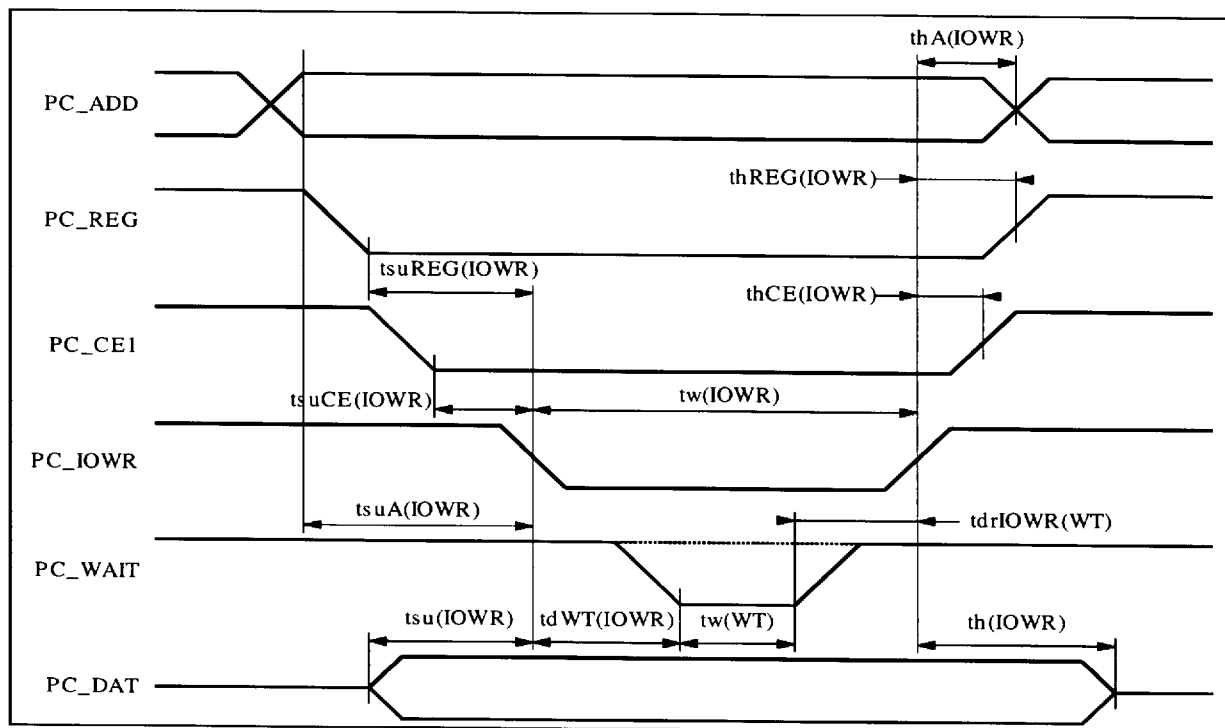 thA(IOWR)
PC_ADD
thREG(IOWR)
PC_REG
tsuREG(IOWR)
thCE(IOWR)
PC_CE1
tsuCE(IOWR)
tw(IOWR)
PC_IOWR
tsuA(IOWR)
tdrIOWR(WT)
PC_WAIT
tsu(IOWR)
tdWT(IOWR)
tw(WT)
th(IOWR)
PC_DAT